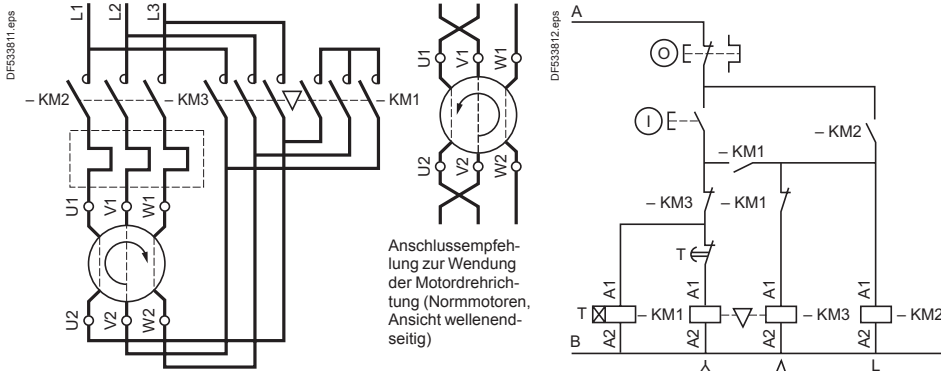 DF533811.eps
L1
L2
L3
– KM2
– KM3
– KM1
U1
V1
W1
U2
V2
W2
U1
V1
W1
U2
V2
W2
Anschlussempfeh-
lung zur Wendung
der Motordrehrich-
tung (Normmotoren,
Ansicht wellenend-
seitig)
DF533812.eps
A
O
I
– KM2
– KM1
– KM3
– KM1
T
A1
A1
A1
A1
T
– KM1
– KM3
– KM2
A2
A2
A2
A2
B
L